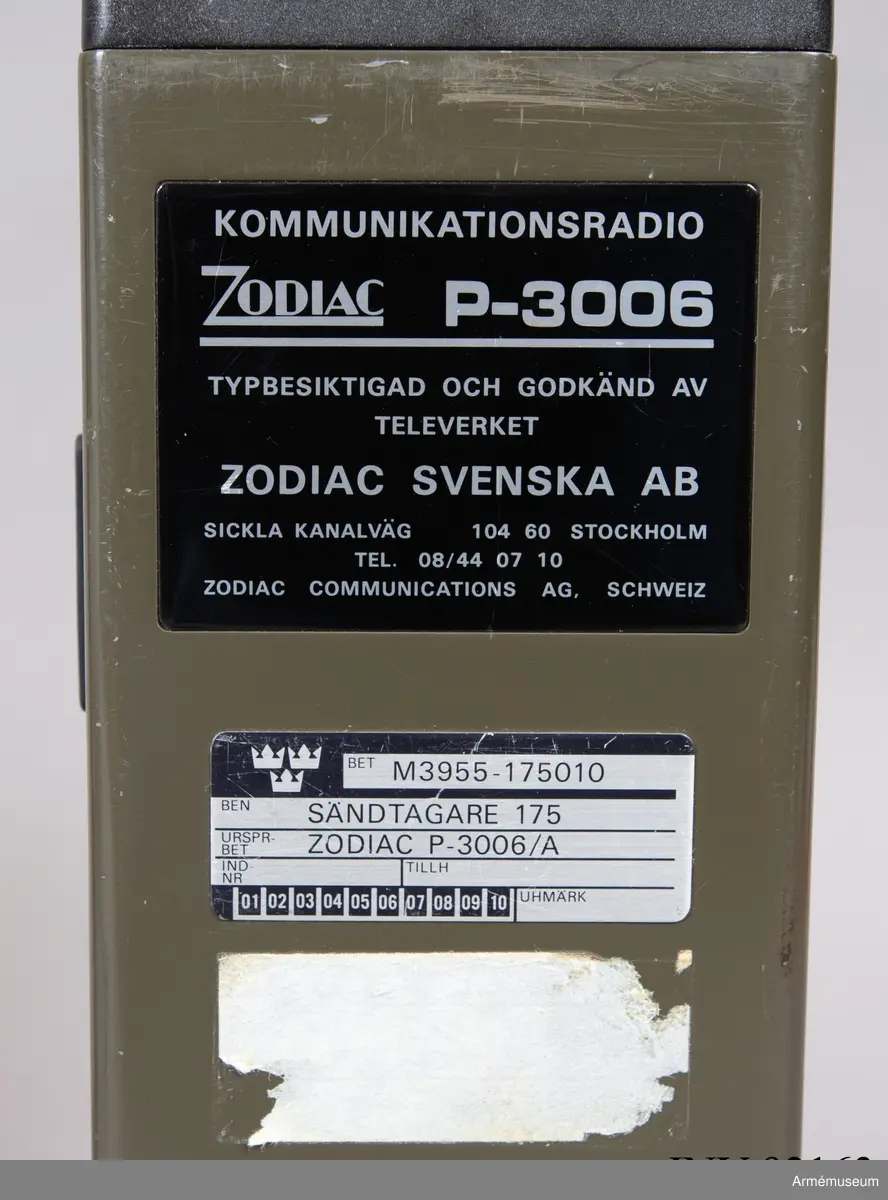 KOMMUNIKATIONSRADIO
ZODIAC P-3006
TYPBESIKTIGAD OCH GODKÄND AV
TELEVERKET
ZODIAC SVENSKA AB
SICKLA KANALVÄG 104 60 STOCKHOLM
TEL. 08/44 07 10
ZODIAC COMMUNICATIONS AG, SCHWEIZ
BET M3955-175010
BEN SÄNDTAGARE 175
URSPR-
BET ZODIAC P-3006/A
IND-
NR TILLH
01 02 03 04 05 06 07 08 09 10 UHMÄRK
Armémuseum